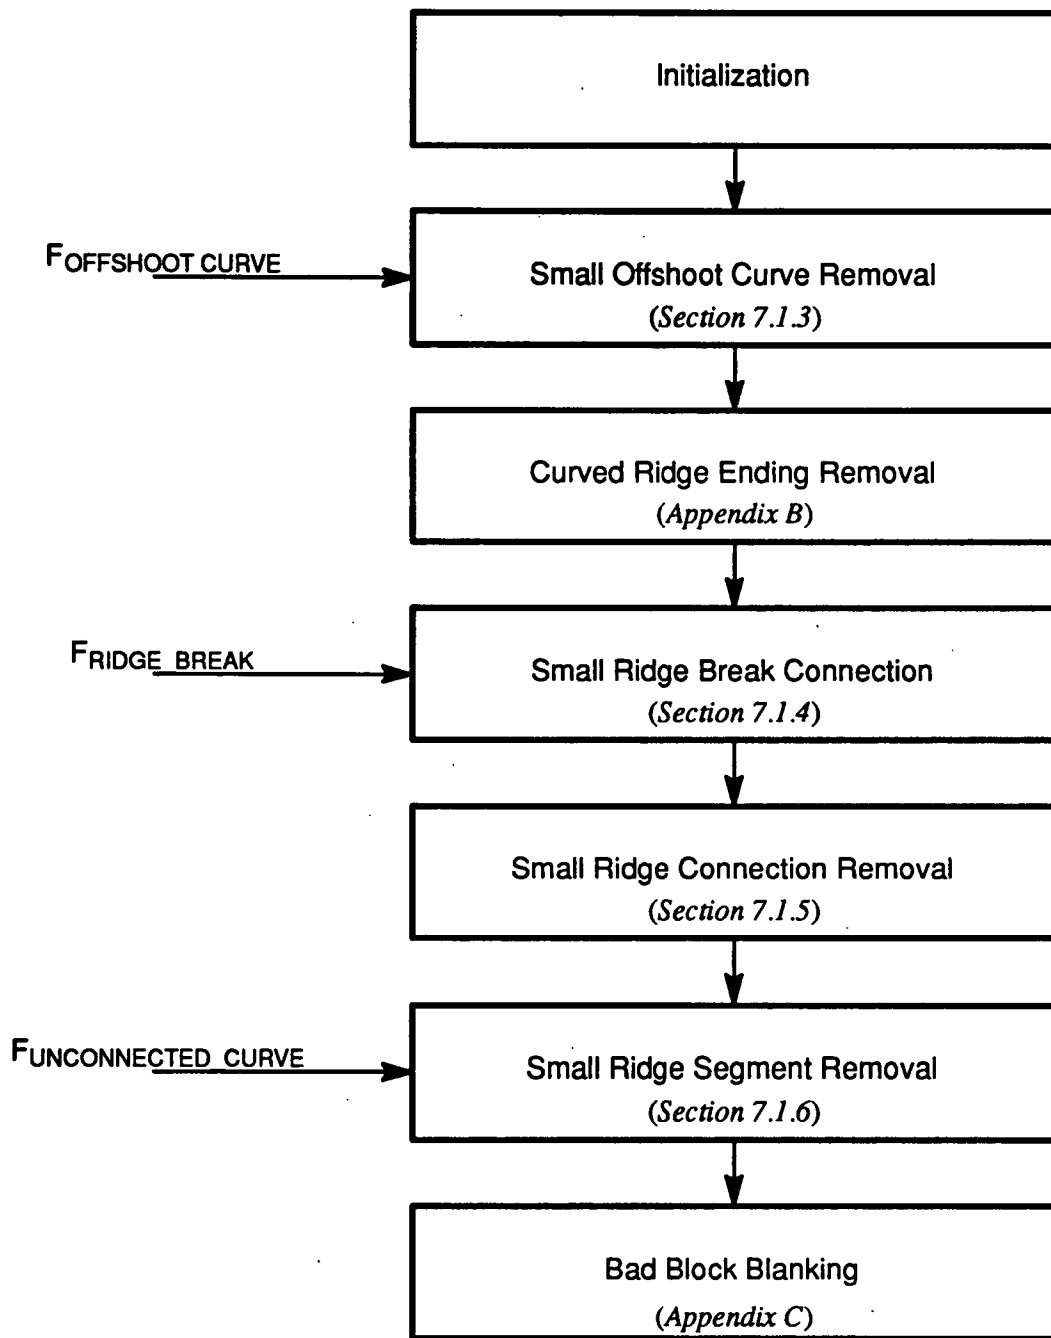 Initialization
FOFFSHOOT CURVE
Small Offshoot Curve Removal
(Section 7.1.3)
Curved Ridge Ending Removal
(Appendix B)
FRIDGE BREAK
Small Ridge Break Connection
(Section 7.1.4)
Small Ridge Connection Removal
(Section 7.1.5)
FUNCONNECTED CURVE
Small Ridge Segment Removal
(Section 7.1.6)
Bad Block Blanking
(Appendix C)